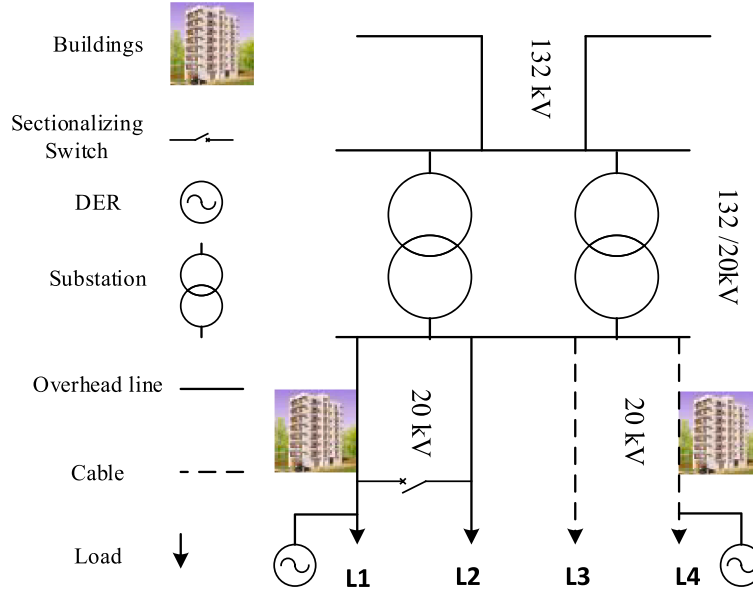 Buildings
Sectionalizing
Switch
DER
Substation
Overhead line
Cable
Load
132 kV
132 /20kV
20 kV
20 kV
L1
L2
L3
L4